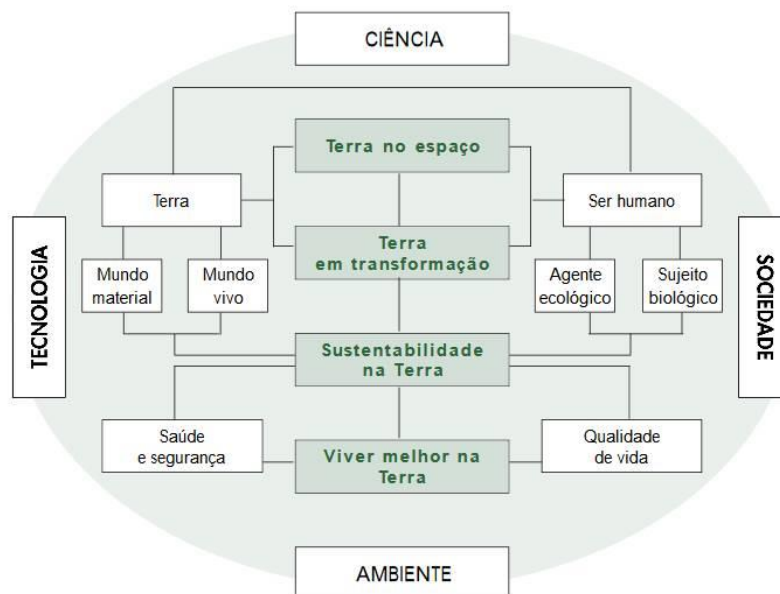 CIÊNCIA
Terra no espaço
Terra
Ser humano
Terra
em transformação
Mundo
material
Mundo
vivo
Agente
ecológico
Sujeito
biológico
TECNOLOGIA
SOCIEDADE
Sustentabilidade
na Terra
Saúde
e segurança
Qualidade
de vida
Viver melhor na
Terra
AMBIENTE